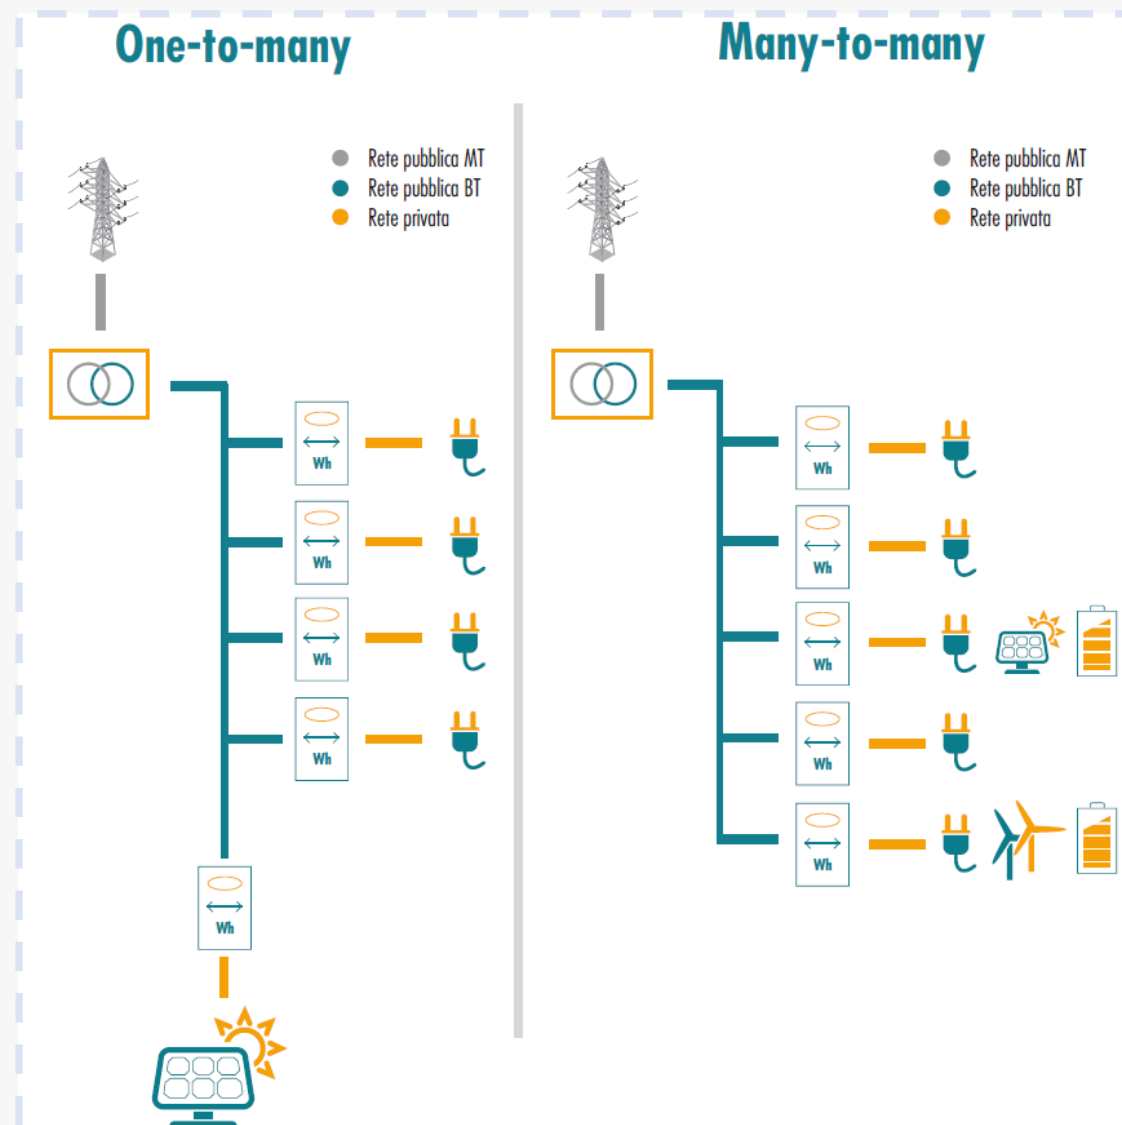 One-to-many
Rete pubblica MT
Rete pubblica BT
Rete privata
Wh
Wh
Wh
Wh
Wh
Many-to-many
Rete pubblica MT
Rete pubblica BT
Rete privata
Wh
Wh
Wh
Wh
Wh